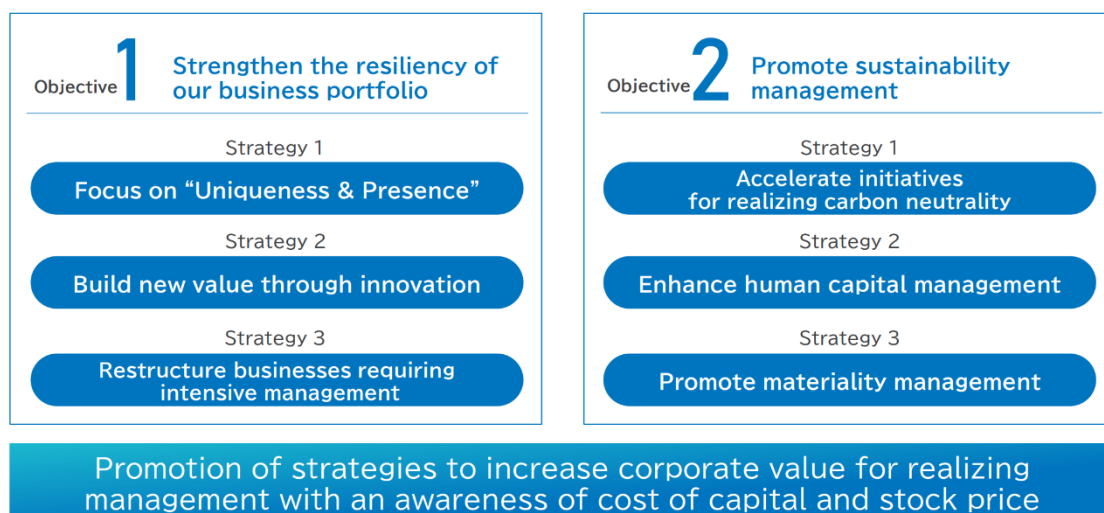 Objective 1 Strengthen the resiliency of
our business portfolio
Strategy 1
Focus on “Uniqueness & Presence”
Strategy 2
Build new value through innovation
Strategy 3
Restructure businesses requiring
intensive management
Objective 2 Promote sustainability
management
Strategy 1
Accelerate initiatives
for realizing carbon neutrality
Strategy 2
Enhance human capital management
Strategy 3
Promote materiality management
Promotion of strategies to increase corporate value for realizing
management with an awareness of cost of capital and stock price